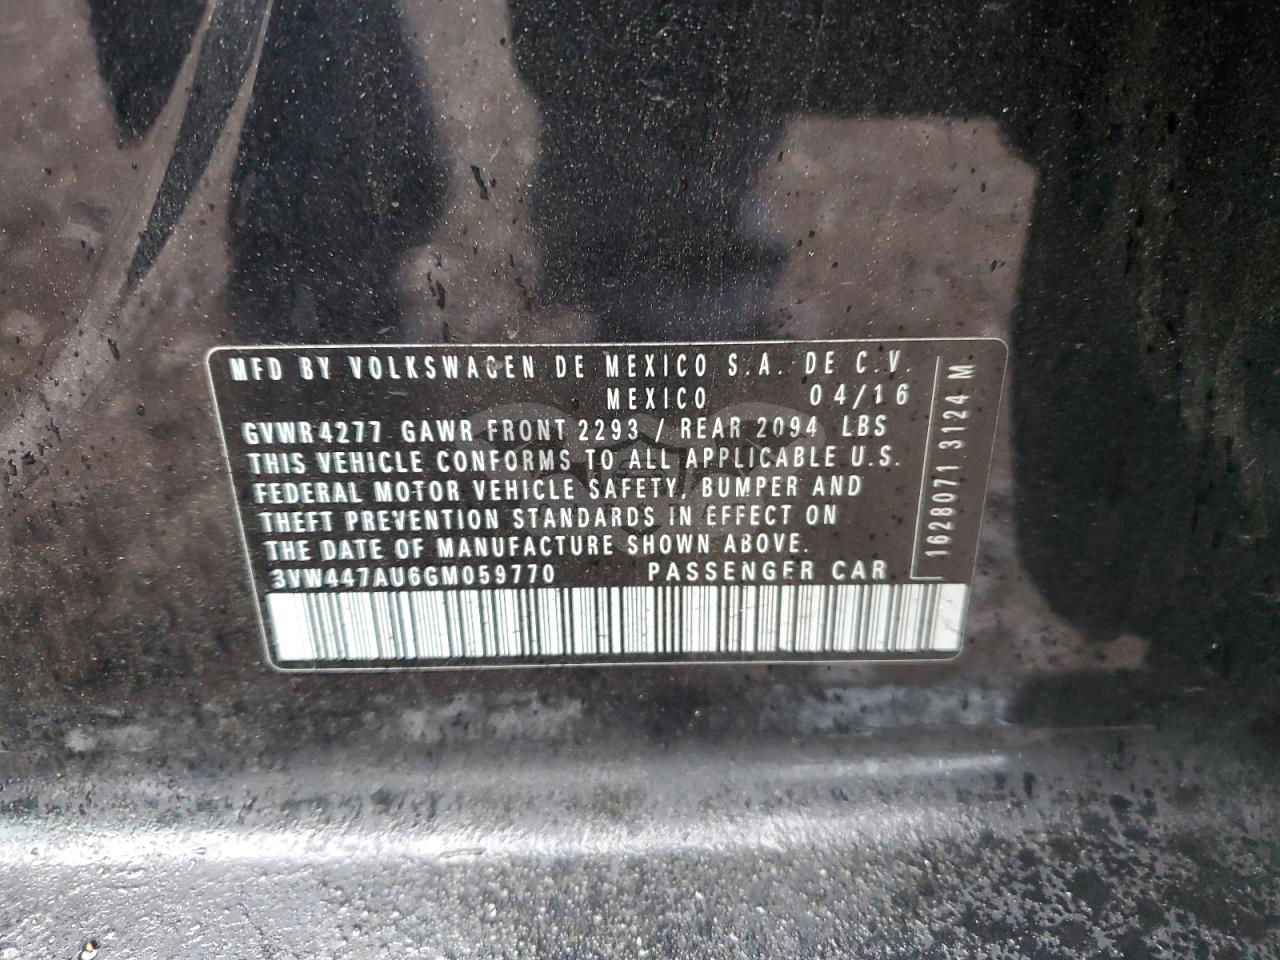 MFD BY VOLKSWAGEN DE MEXICO S.A. DE C.V.
MEXICO 04/16
GVWR 4277 GAWR FRONT 2293 / REAR 2094 LBS
THIS VEHICLE CONFORMS TO ALL APPLICABLE U.S.
FEDERAL MOTOR VEHICLE SAFETY, BUMPER AND
THEFT PREVENTION STANDARDS IN EFFECT ON
THE DATE OF MANUFACTURE SHOWN ABOVE.
3VW447AU6GM059770 PASSENGER CAR
1628071 3124 M